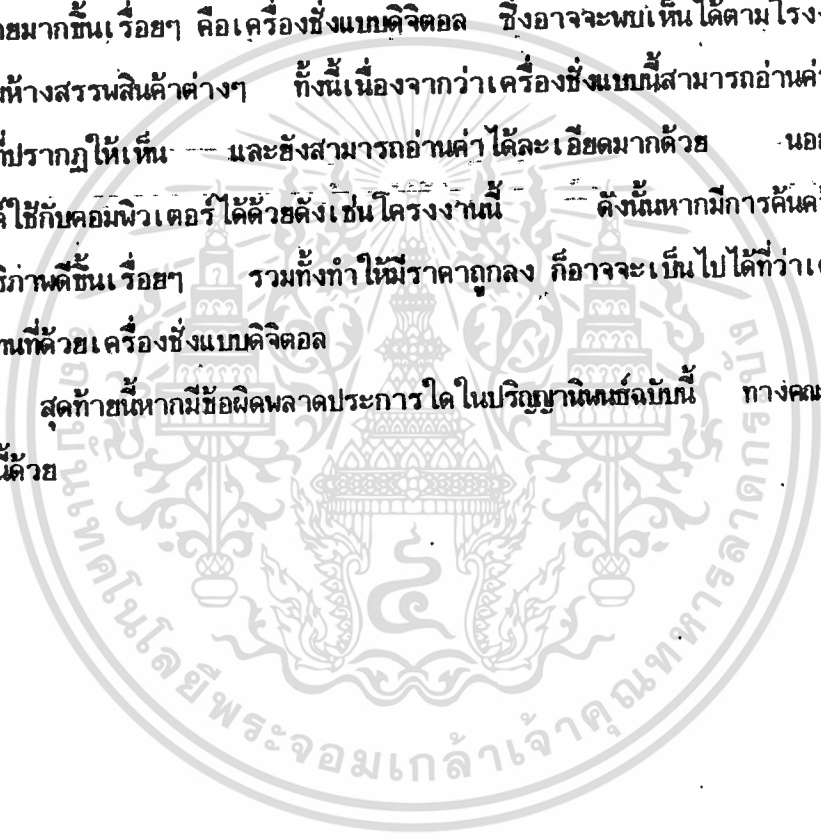 ายมากขึ้นเรื่อยๆ คือเครื่องชั่งแบบดิจิตอล ซึ่งอาจจะพบเห็นได้ตามโรงง
มห้างสรรพสินค้าต่างๆ ทั้งนี้เนื่องจากว่าเครื่องชั่งแบบนี้สามารถอ่านค่า
ที่ปรากฏให้เห็น และยังสามารถอ่านค่าได้ละเอียดมากด้วย นอ
ใช้กับคอมพิวเตอร์ได้ด้วยดังเช่นโครงงานนี้ ดังนั้นหากมีการค้นคว้
ธิภาพดีขึ้นเรื่อยๆ รวมทั้งทำให้มีราคาถูกลง ก็อาจจะเป็นไปได้ที่ว่าเค
านที่ด้วยเครื่องชั่งแบบดิจิตอล
สุดท้ายนี้หากมีข้อผิดพลาดประการใดในปริญญานิพนธ์ฉบับนี้ ทางคณ
นี้ด้วย
บันเทคโนโลยีพระจอมเกล้าเจ้าคุณทหารลาดกระบัง